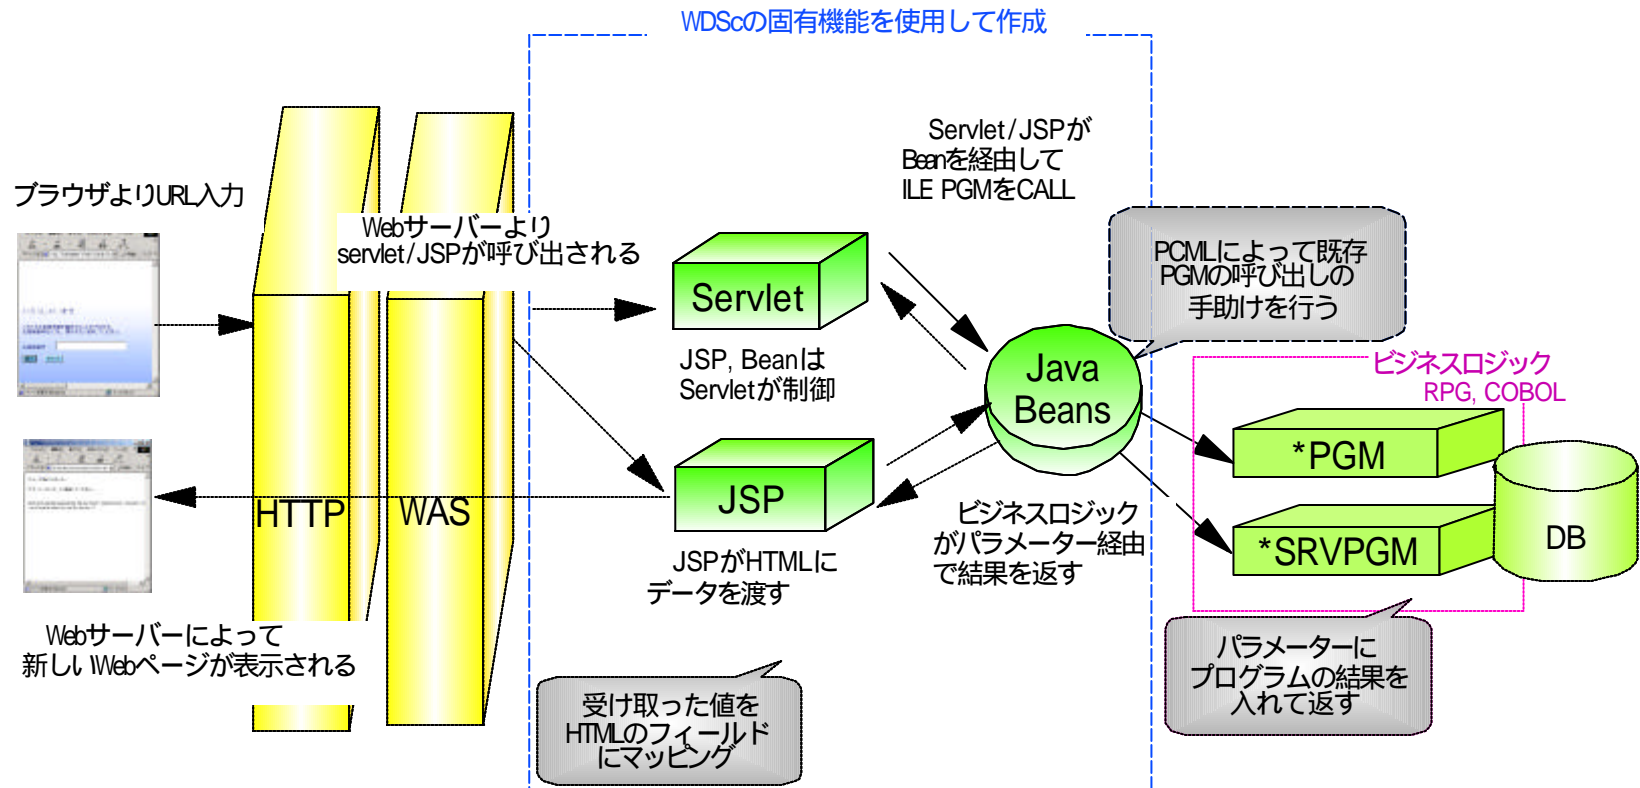 WDScの固有機能を使用して作成
Servlet/JSPが
Beanを経由して
ILE PGMをCALL
ブラウザよりURL入力
Webサーバーより
servlet/JSPが呼び出される
PCMLによって既存
PGMの呼び出しの
手助けを行う
Servlet
JSP, Beanは
Servletが制御
Java
Beans
ビジネスロジック
RPG, COBOL
*PGM
HTTP
WAS
JSP
*SRVPGM
DB
JSPがHTMLに
データを渡す
ビジネスロジック
がパラメーター経由
で結果を返す
Webサーバーによって
新しいWebページが表示される
受け取った値を
HTMLのフィールド
にマッピング
パラメーターに
プログラムの結果を
入れて返す